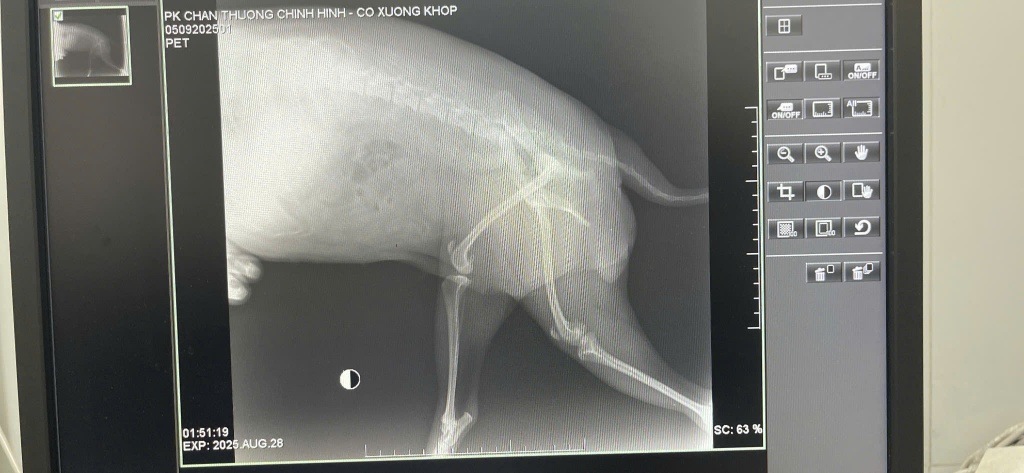 PK CHAN THUONG CHINH HINH - CO XUONG KHOP
0509202501
PET
ON/OFF
ON/OFF
All
01:51:19
EXP: 2025.AUG.28
SC: 63 %